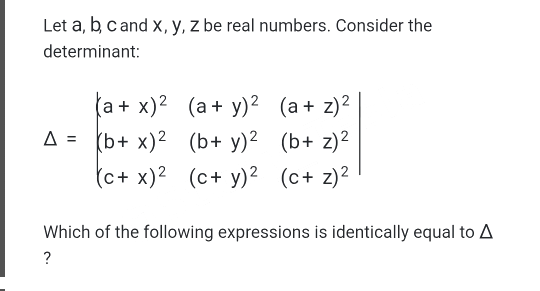 Let a, b, c and x, y, z be real numbers. Consider the
determinant:
(a + x)² (a + y)² (a + z)²
Δ = (b + x)² (b + y)² (b + z)²
(c + x)² (c + y)² (c + z)²
Which of the following expressions is identically equal to Δ
?